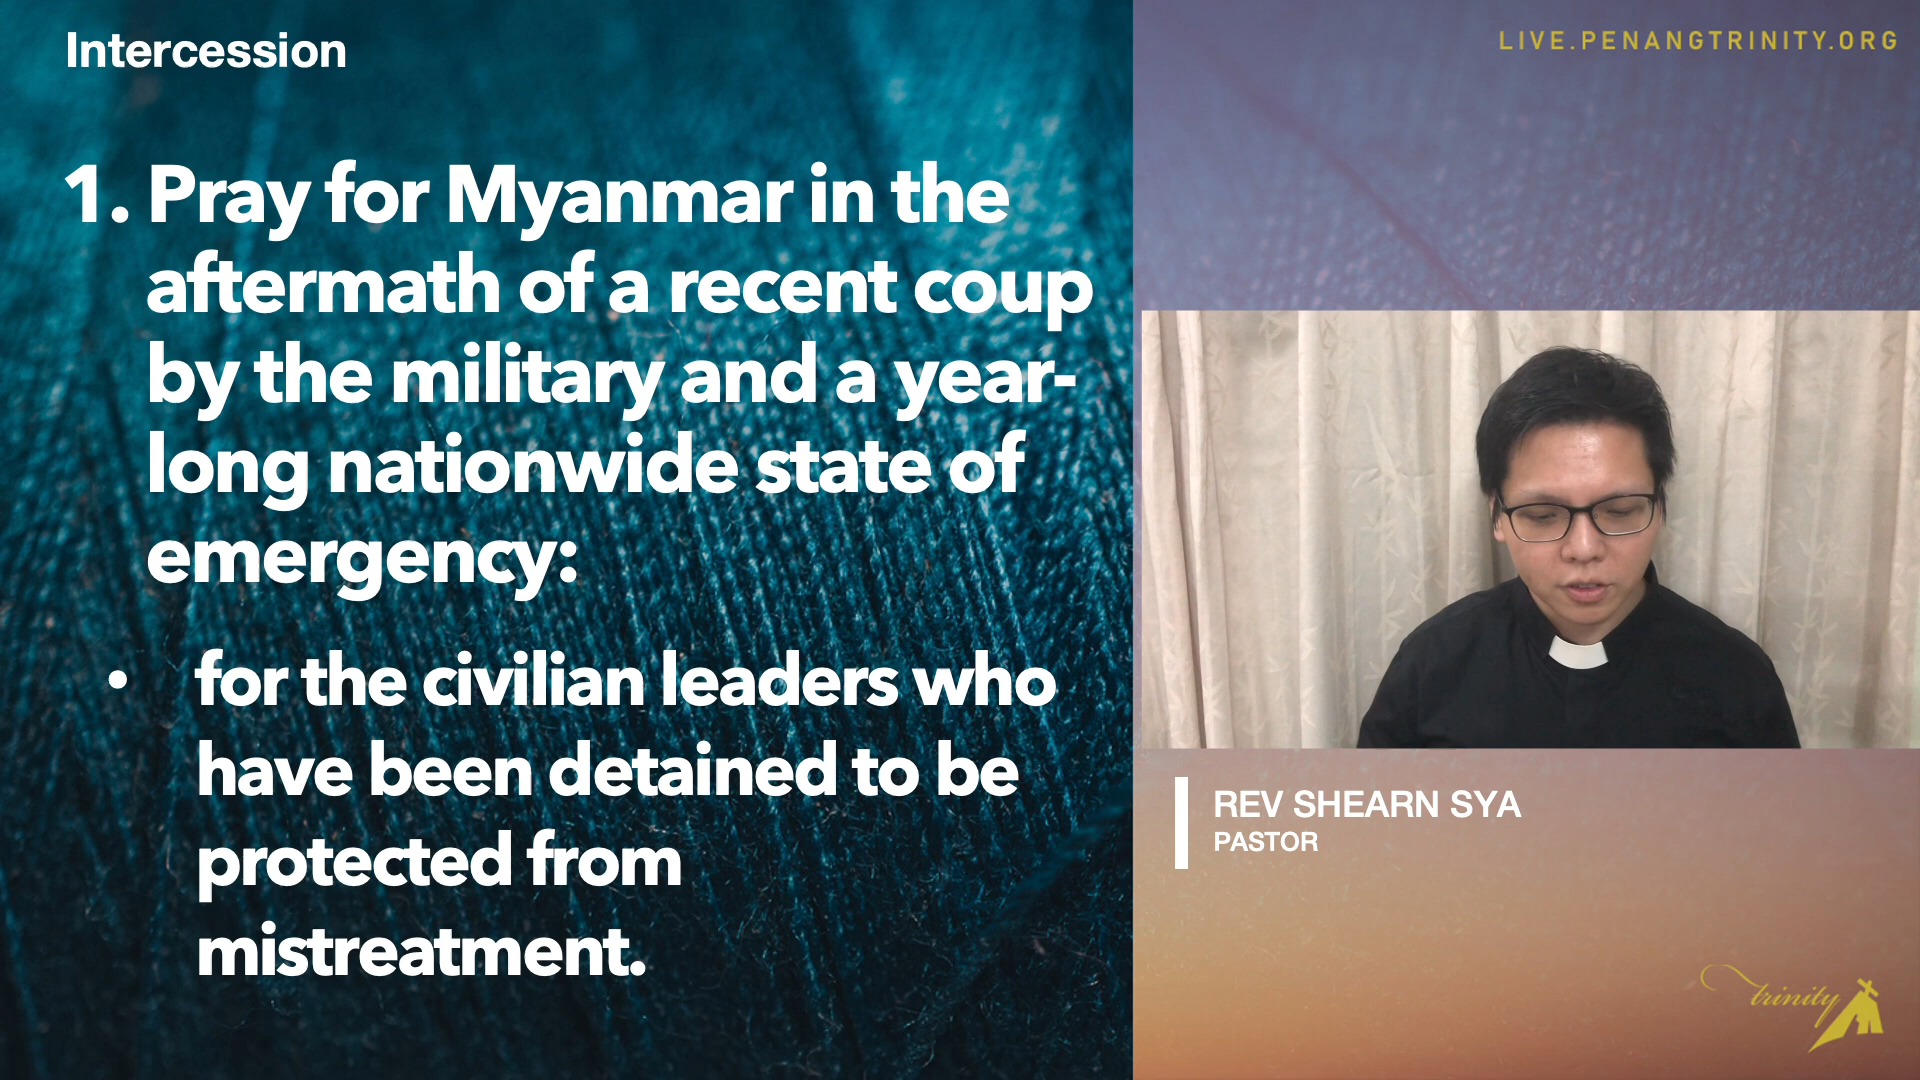 Intercession
1. Pray for Myanmar in the
aftermath of a recent coup
by the military and a year-
long nationwide state of
emergency:
• for the civilian leaders who
have been detained to be
protected from
mistreatment.
LIVE.PENANGTRINITY.ORG
REV SHEARN SYA
PASTOR
trinity